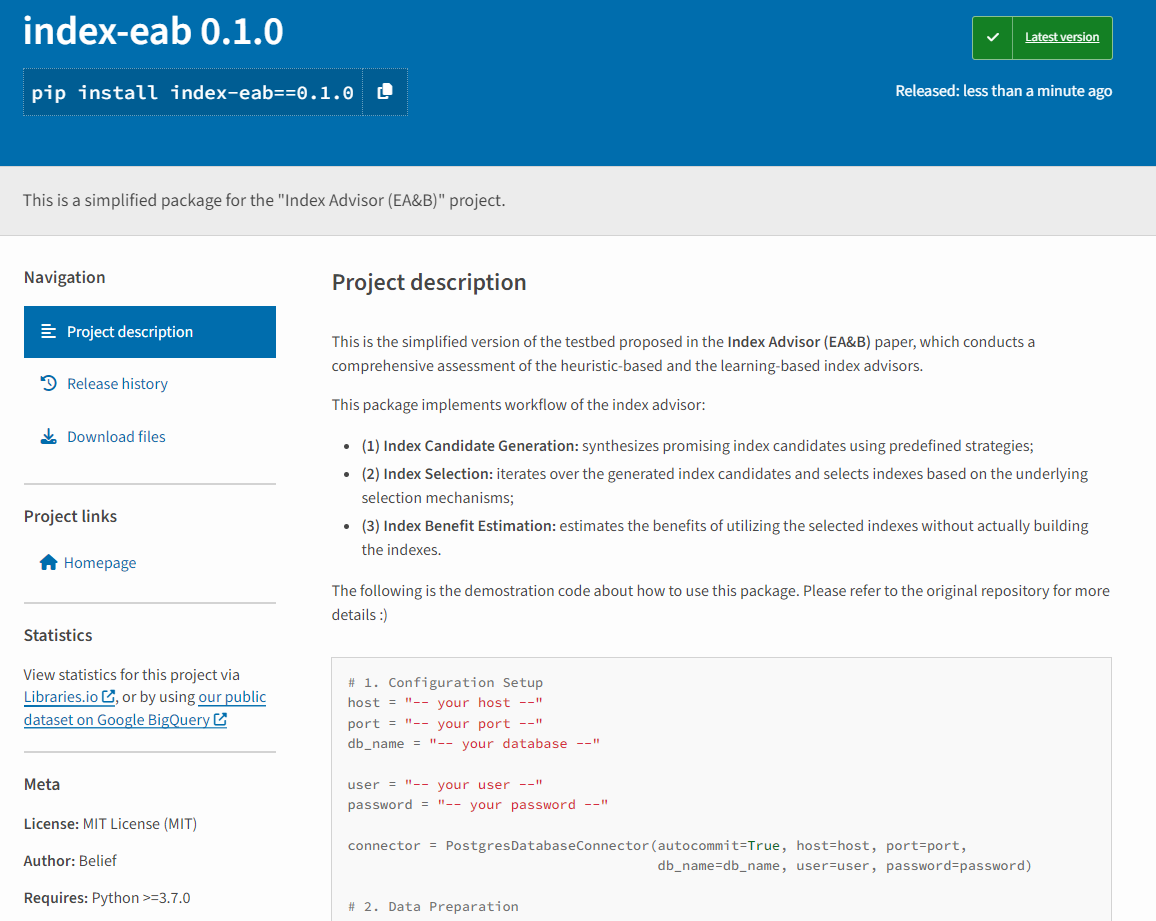 index-eab 0.1.0
Latest version
pip install index-eab==0.1.0
Released: less than a minute ago
This is a simplified package for the "Index Advisor (EA&B)" project.
Navigation
Project description
Release history
Download files
Project links
Homepage
Statistics
View statistics for this project via
Libraries.io, or by using our public
dataset on Google BigQuery
Meta
License: MIT License (MIT)
Author: Belief
Requires: Python >=3.7.0
Project description
This is the simplified version of the testbed proposed in the Index Advisor (EA&B) paper, which conducts a
comprehensive assessment of the heuristic-based and the learning-based index advisors.
This package implements workflow of the index advisor:
• (1) Index Candidate Generation: synthesizes promising index candidates using predefined strategies;
• (2) Index Selection: iterates over the generated index candidates and selects indexes based on the underlying
selection mechanisms;
• (3) Index Benefit Estimation: estimates the benefits of utilizing the selected indexes without actually building
the indexes.
The following is the demostration code about how to use this package. Please refer to the original repository for more
details :)
# 1. Configuration Setup
host = "-- your host --"
port = "-- your port --"
db_name = "-- your database --"
user = "-- your user --"
password = "-- your password --"
connector = PostgresDatabaseConnector(autocommit=True, host=host, port=port,
db_name=db_name, user=user, password=password)
# 2. Data Preparation